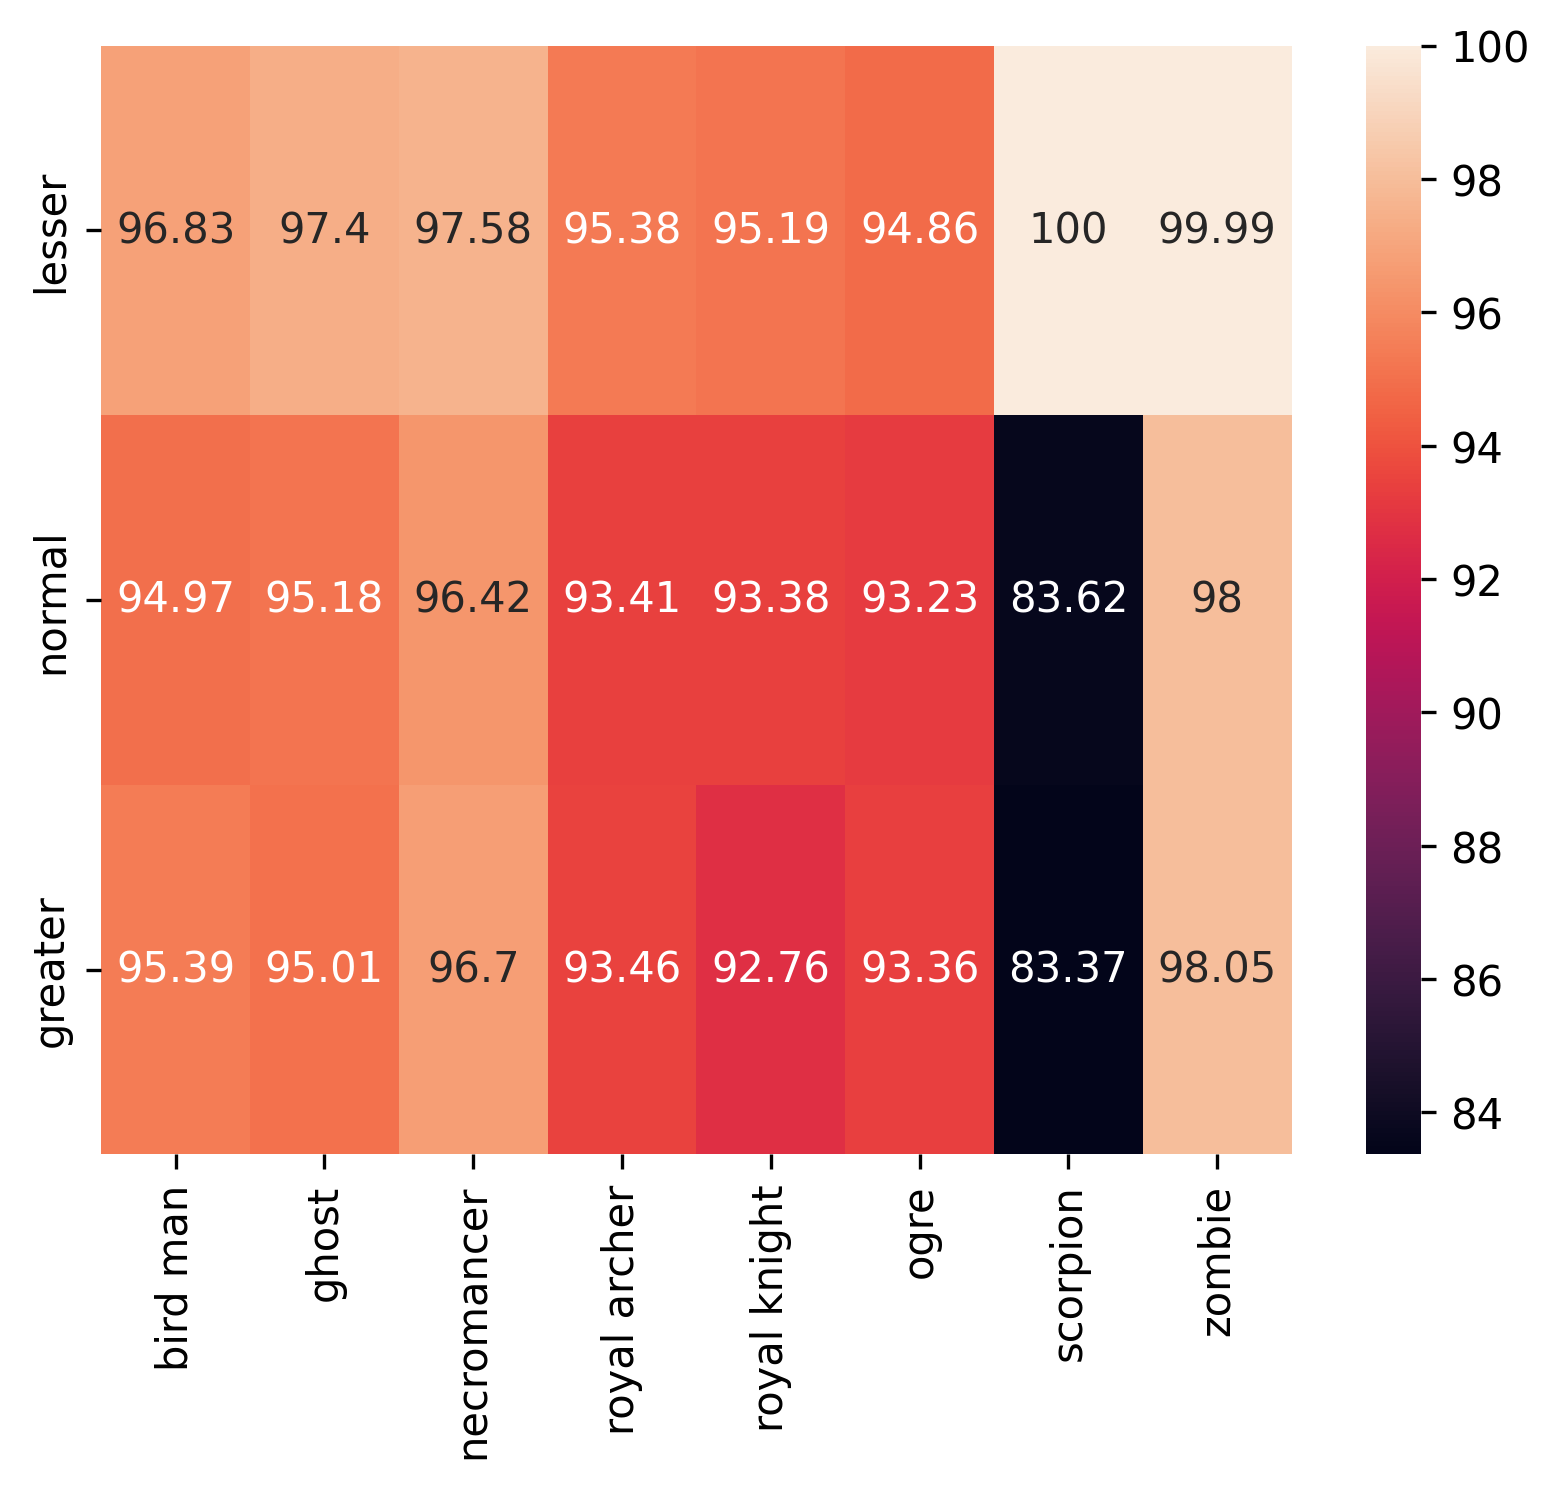 lesser
96.83 97.4 97.58 95.38 95.19 94.86 100 99.99
normal
94.97 95.18 96.42 93.41 93.38 93.23 83.62 98
greater
95.39 95.01 96.7 93.46 92.76 93.36 83.37 98.05
bird man
ghost
necromancer
royal archer
royal knight
ogre
scorpion
zombie
100
98
96
94
92
90
88
86
84